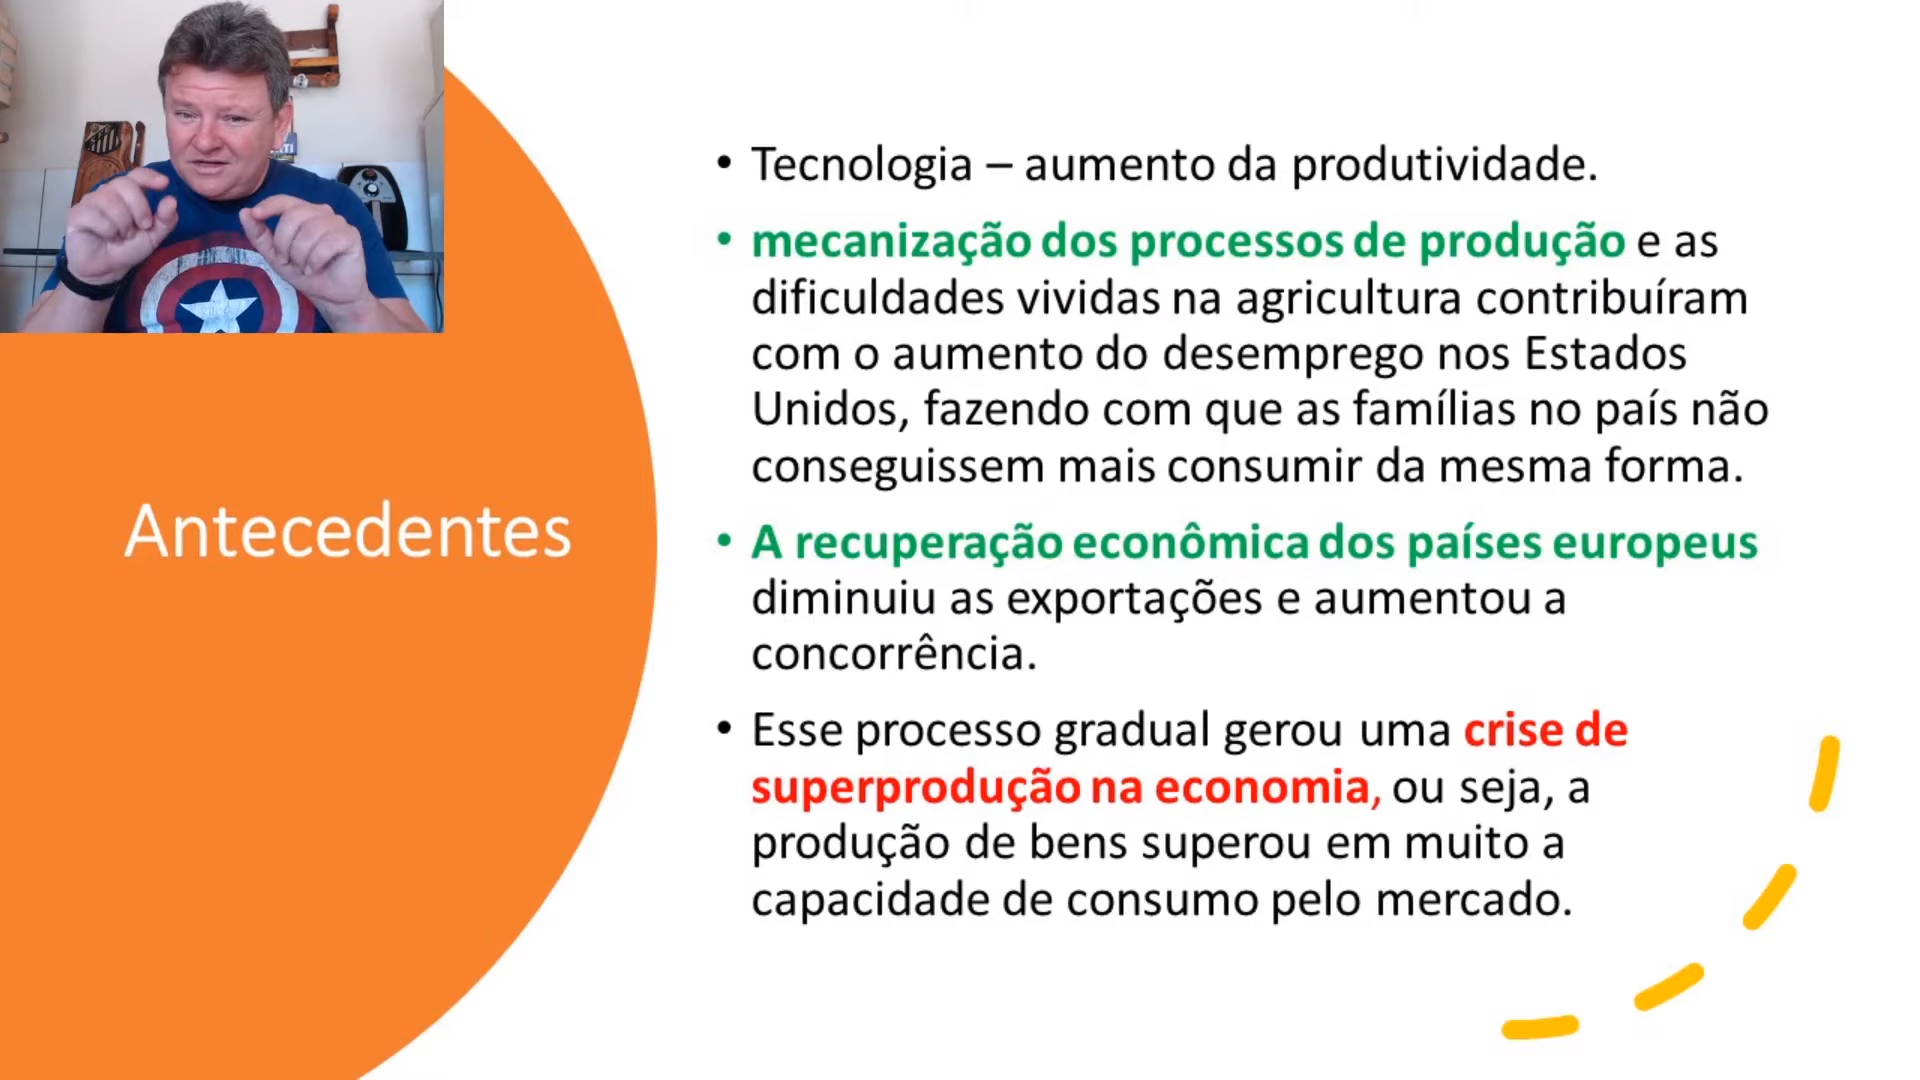 Antecedentes
• Tecnologia – aumento da produtividade.
• mecanização dos processos de produção e as
dificuldades vividas na agricultura contribuíram
com o aumento do desemprego nos Estados
Unidos, fazendo com que as famílias no país não
conseguissem mais consumir da mesma forma.
• A recuperação econômica dos países europeus
diminuiu as exportações e aumentou a
concorrência.
• Esse processo gradual gerou uma crise de
superprodução na economia, ou seja, a
produção de bens superou em muito a
capacidade de consumo pelo mercado.